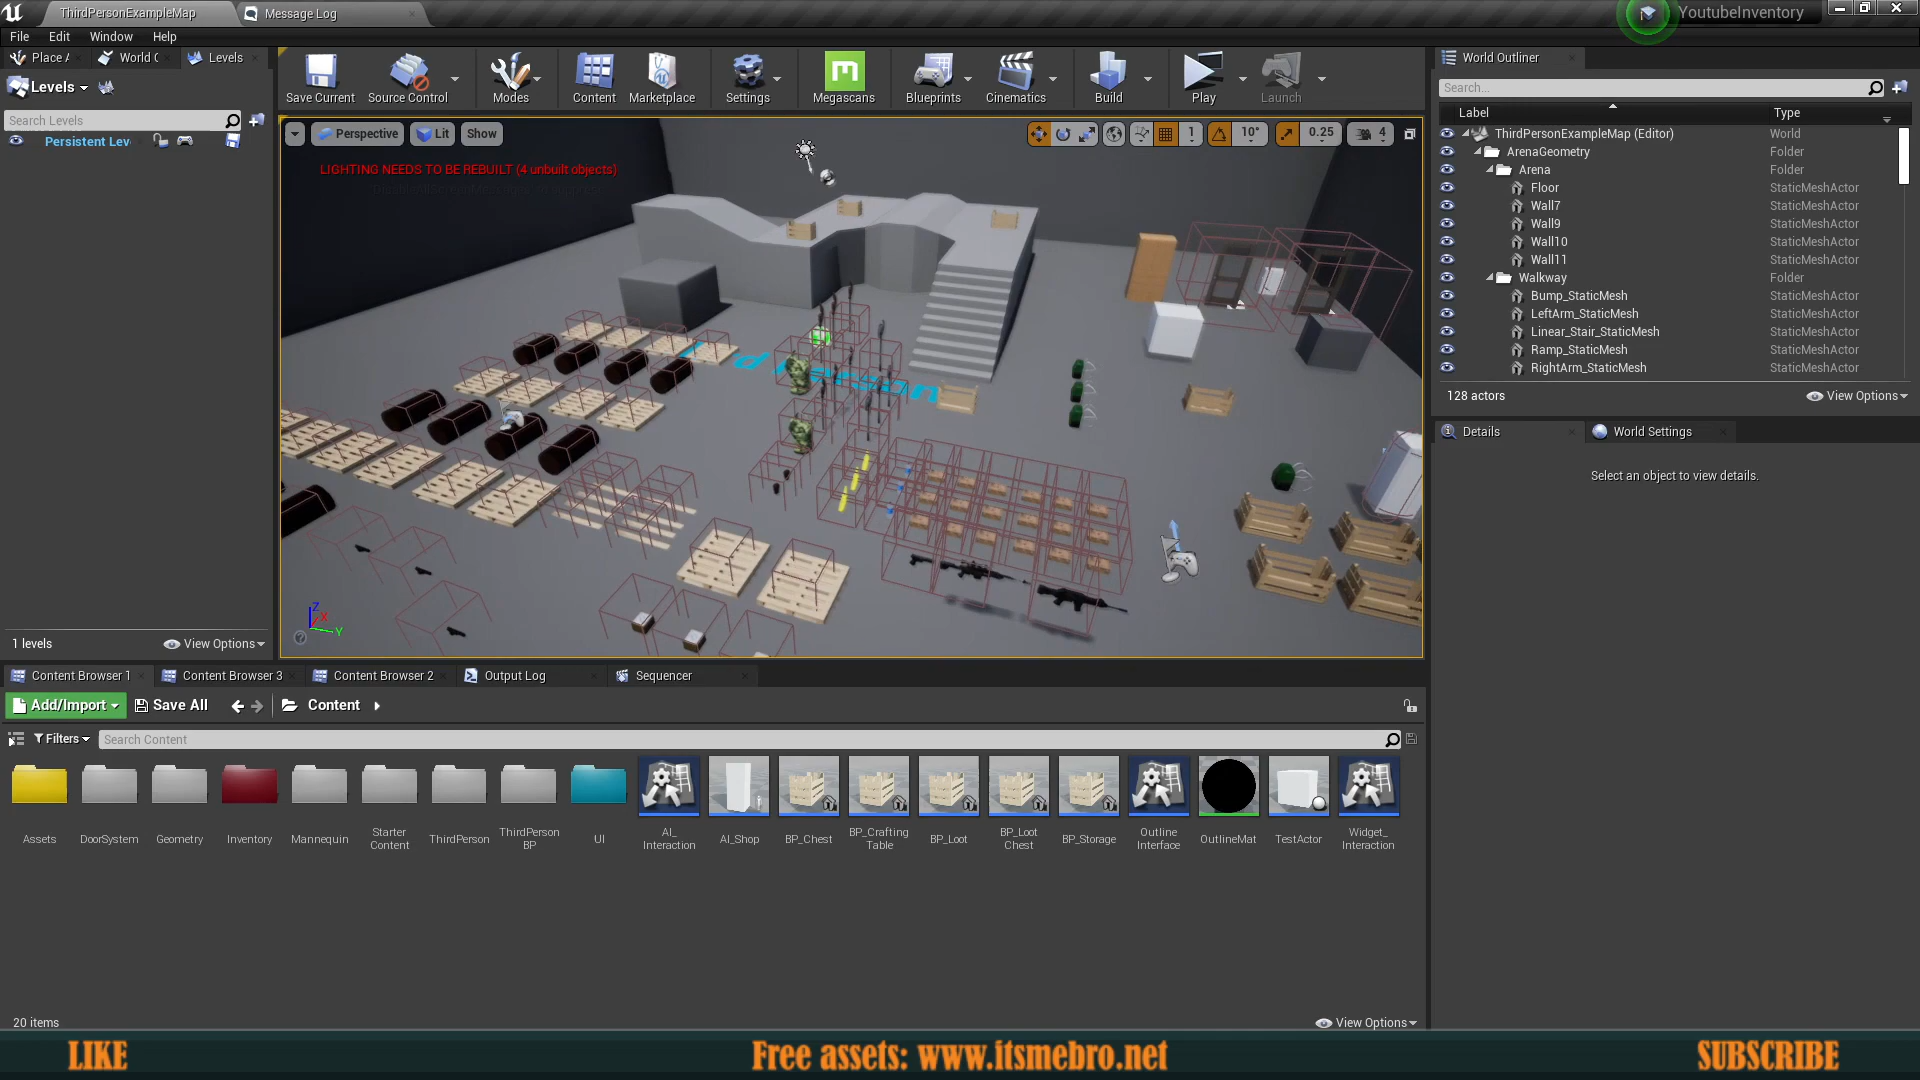 ThirdPersonExampleMap
Message Log
YoutubeInventory
File Edit Window Help
Place A
World C
Levels
Levels
Search Levels
Persistent Lev
1 levels
View Options
Save Current
Source Control
Modes
Content
Marketplace
Settings
Megascans
Blueprints
Cinematics
Build
Play
Launch
Perspective
Lit
Show
1
10°
0.25
4
LIGHTING NEEDS TO BE REBUILT (4 unbuilt objects)
Z
X
Y
World Outliner
Search...
Label Type
ThirdPersonExampleMap (Editor) World
ArenaGeometry Folder
Arena Folder
Floor StaticMeshActor
Wall7 StaticMeshActor
Wall9 StaticMeshActor
Wall10 StaticMeshActor
Wall11 StaticMeshActor
Walkway Folder
Bump_StaticMesh StaticMeshActor
LeftArm_StaticMesh StaticMeshActor
Linear_Stair_StaticMesh StaticMeshActor
Ramp_StaticMesh StaticMeshActor
RightArm_StaticMesh StaticMeshActor
128 actors
View Options
Details
World Settings
Select an object to view details.
Content Browser 1
Content Browser 3
Content Browser 2
Output Log
Sequencer
Add/Import
Save All
Content
Filters
Search Content
Assets
DoorSystem
Geometry
Inventory
Mannequin
Starter
Content
ThirdPerson
ThirdPerson
BP
UI
AI_
Interaction
AI_Shop
BP_Chest
BP_Crafting
Table
BP_Loot
BP_Loot
Chest
BP_Storage
Outline
Interface
OutlineMat
TestActor
Widget_
Interaction
20 items
View Options
LIKE
Free assets: www.itsmebro.net
SUBSCRIBE